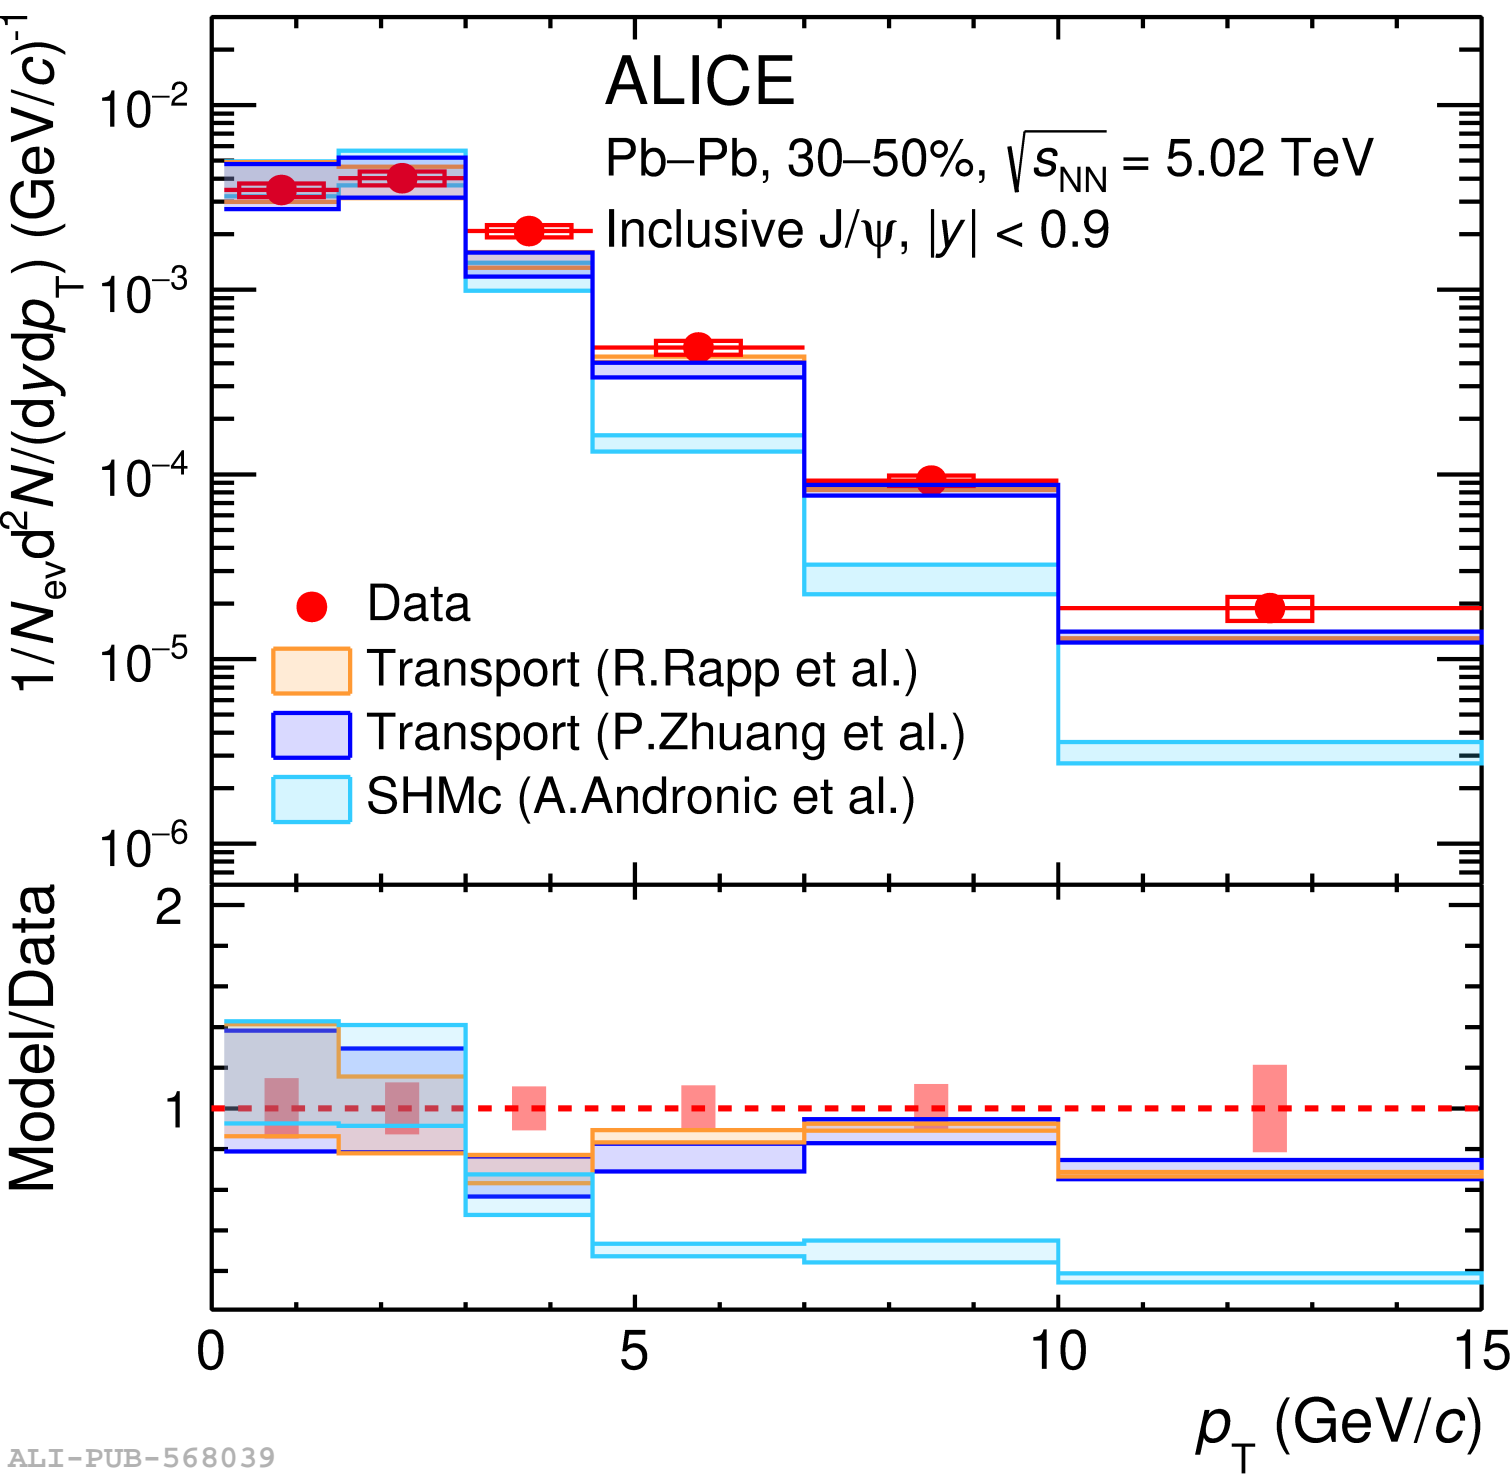 ALICE
Pb–Pb, 30–50%, √sNN = 5.02 TeV
Inclusive J/ψ, |y| < 0.9
1/Nev d²N/(dydpT) (GeV/c)⁻¹
10⁻²
10⁻³
10⁻⁴
10⁻⁵
10⁻⁶
Data
Transport (R.Rapp et al.)
Transport (P.Zhuang et al.)
SHMc (A.Andronic et al.)
Model/Data
2
1
0 5 10 15
pT (GeV/c)
ALI-PUB-568039